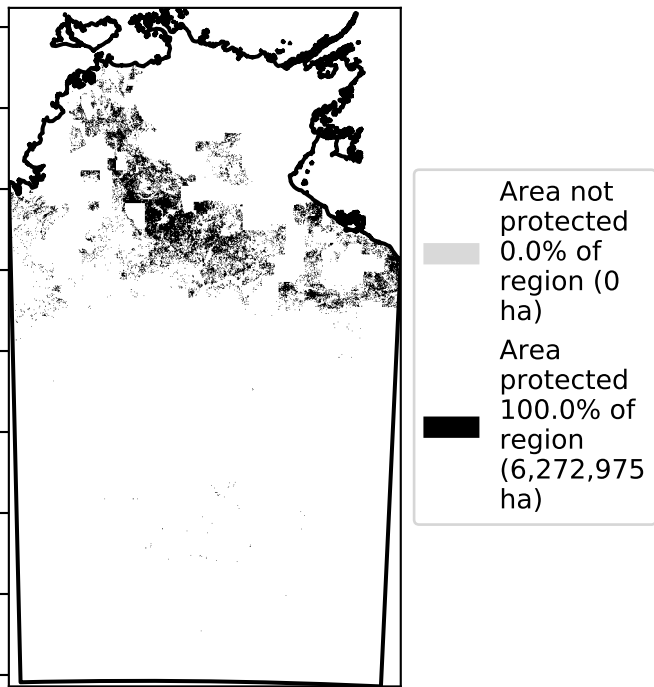 Area not
protected
0.0% of
region (0
ha)
Area
protected
100.0% of
region
(6,272,975
ha)